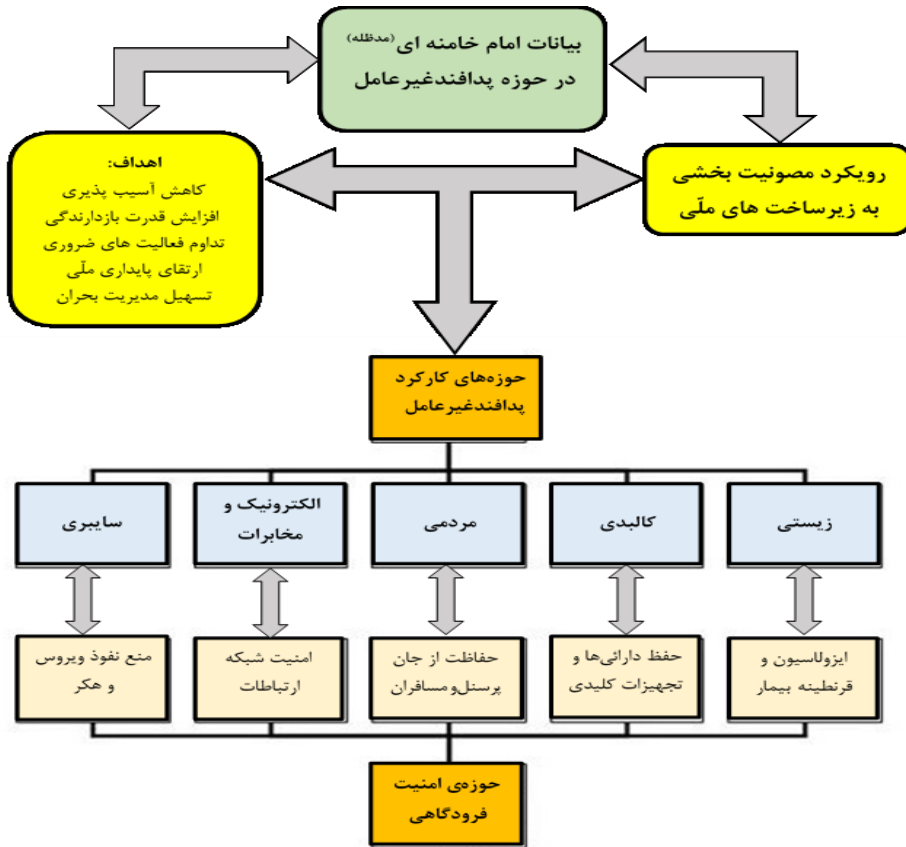 بیانات امام خامنه ای(مدظله)
در حوزه پدافندغیرعامل
رویکرد مصونیت بخشی
به زیرساخت های ملّی
اهداف:
کاهش آسیب پذیری
افزایش قدرت بازدارندگی
تداوم فعالیت های ضروری
ارتقای پایداری ملّی
تسهیل مدیریت بحران
حوزه‌های کارکرد
پدافندغیرعامل
زیستی
کالبدی
مردمی
الکترونیک و
مخابرات
سایبری
ایزولاسیون و
قرنطینه بیمار
حفظ دارائی‌ها و
تجهیزات کلیدی
حفاظت از جان
پرسنل‌ومسافران
امنیت شبکه
ارتباطات
منع نفوذ ویروس
و هکر
حوزه‌ی امنیت
فرودگاهی